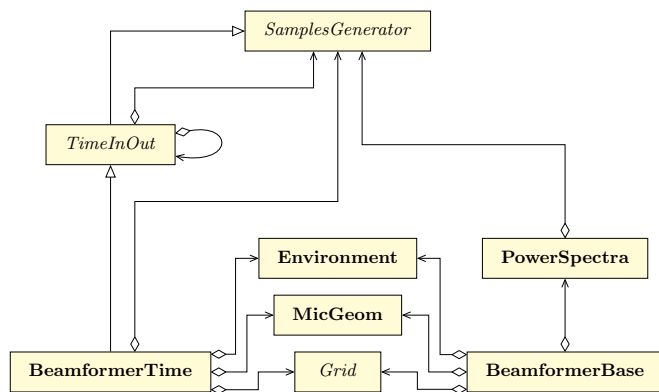 SamplesGenerator
TimeInOut
Environment
PowerSpectra
MicGeom
BeamformerTime
Grid
BeamformerBase